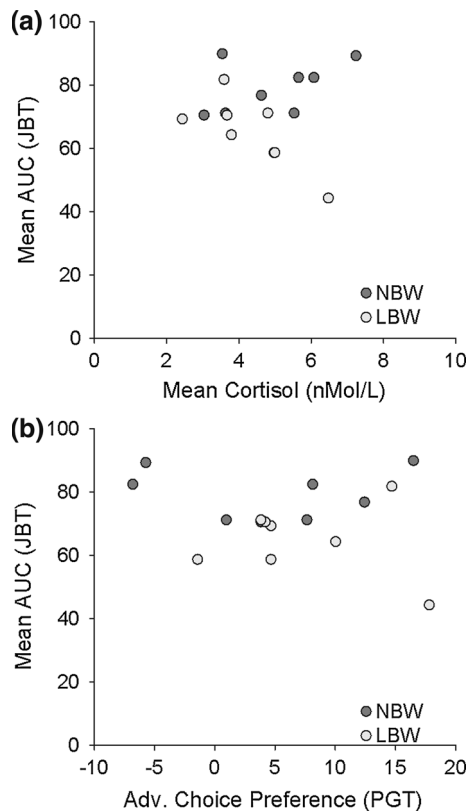 (a)
100
80
60
40
20
0
Mean AUC (JBT)
NBW
LBW
0 2 4 6 8 10
Mean Cortisol (nMol/L)
(b)
100
80
60
40
20
0
Mean AUC (JBT)
NBW
LBW
-10 -5 0 5 10 15 20
Adv. Choice Preference (PGT)